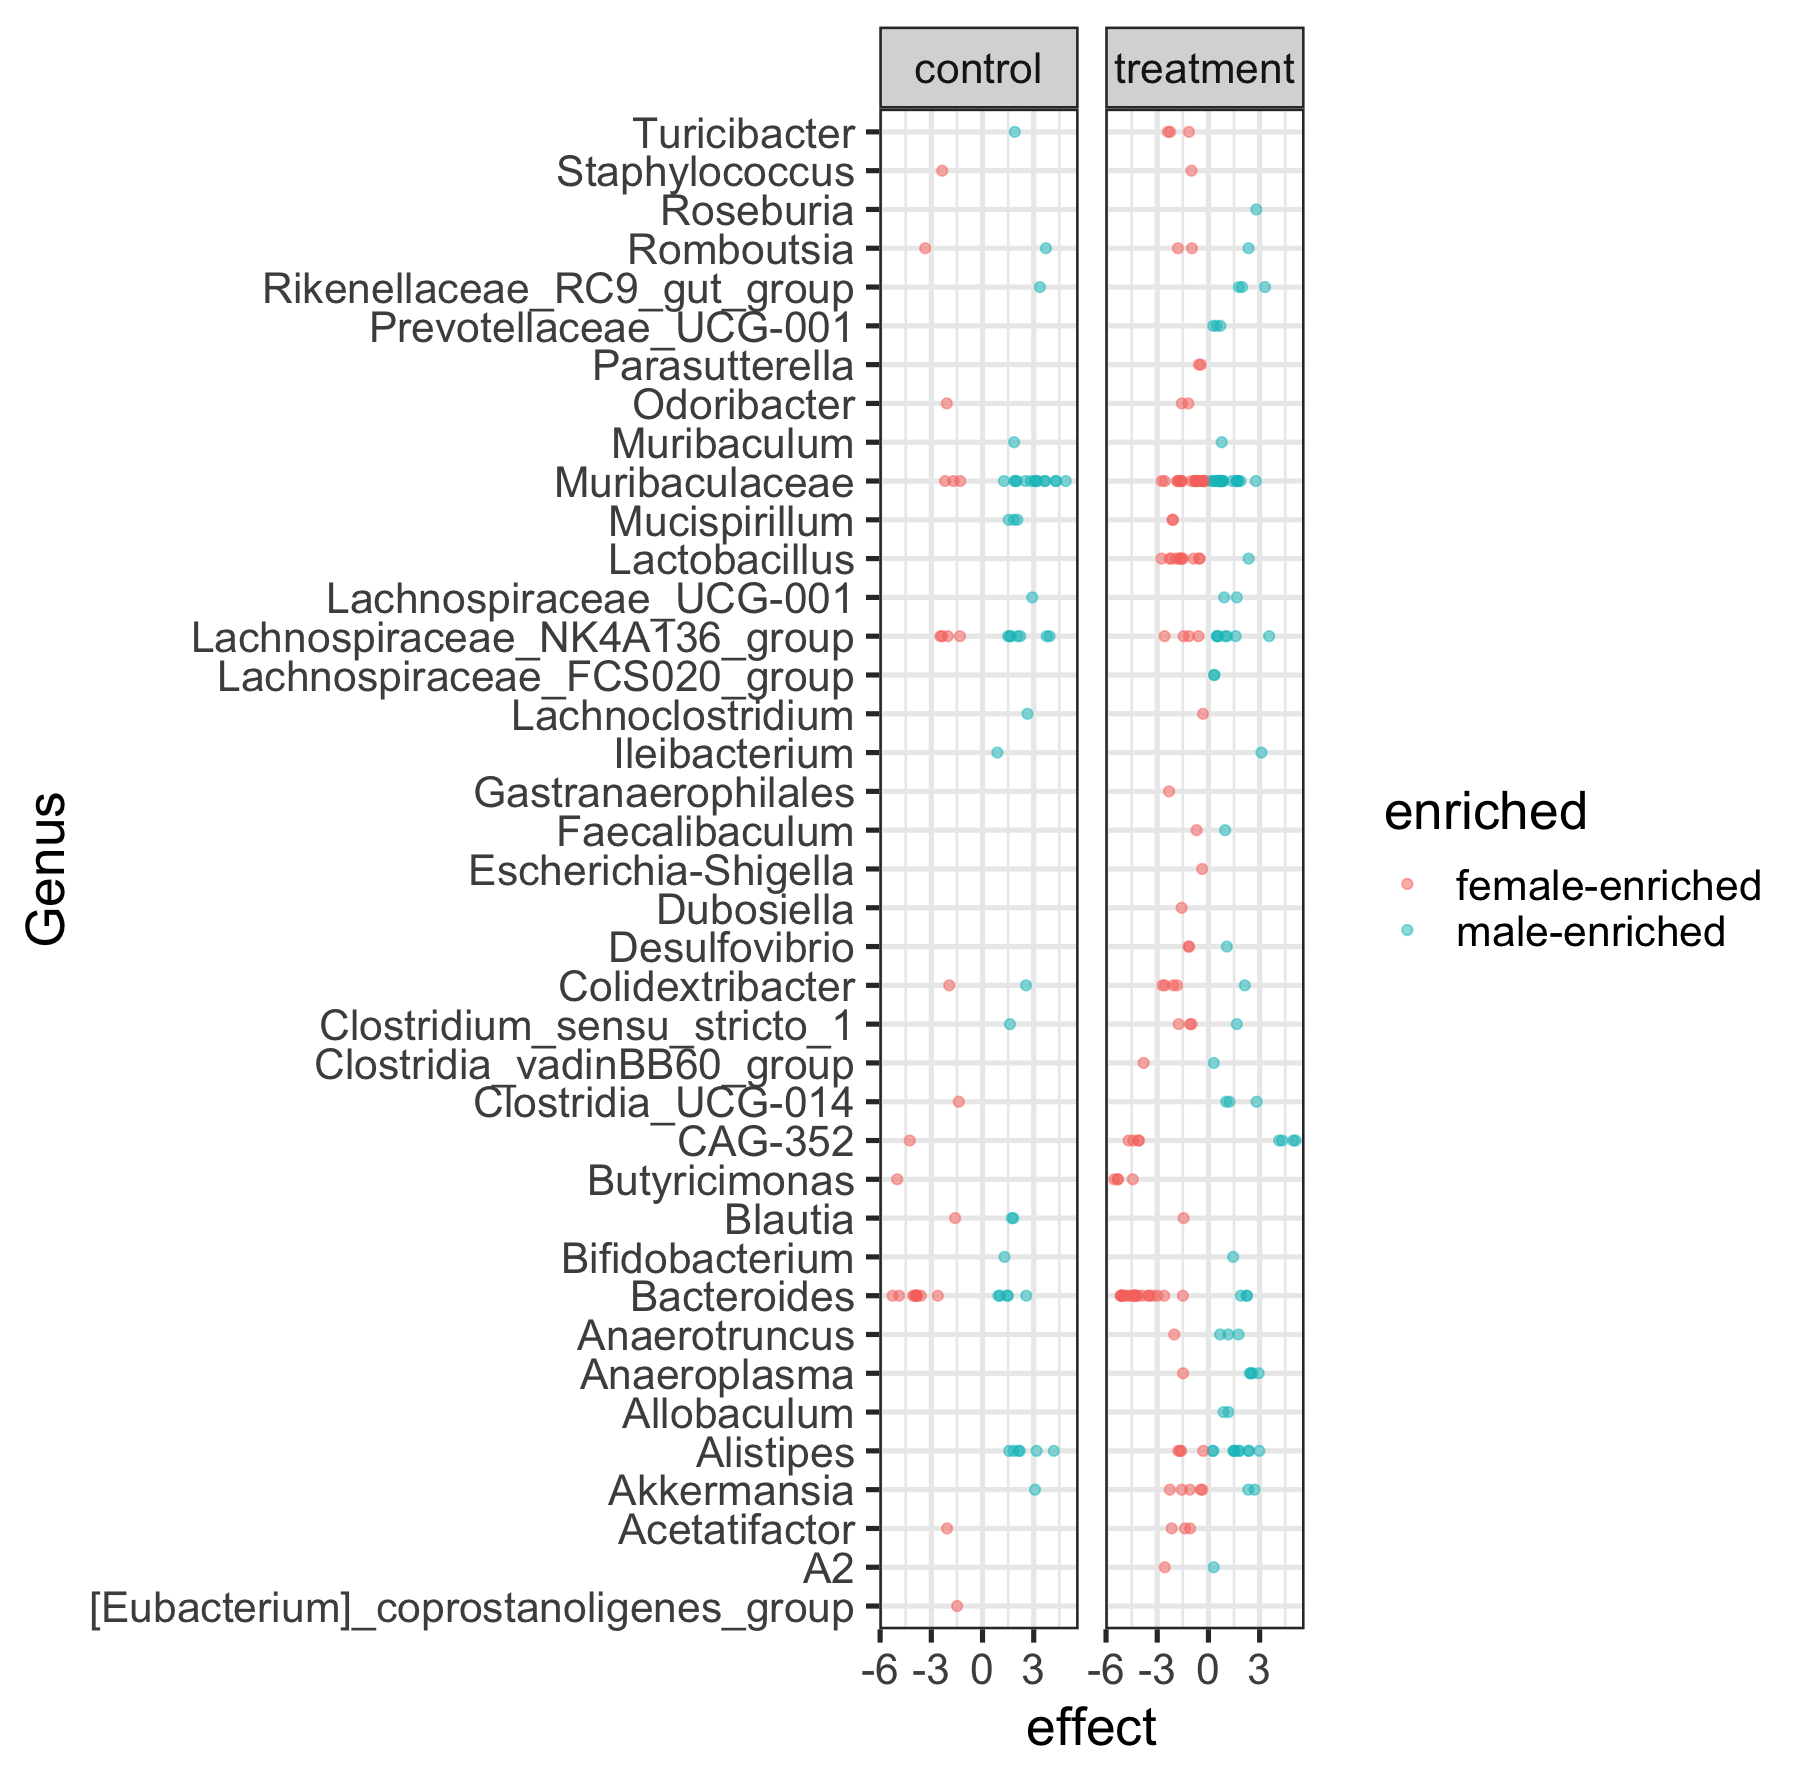 control treatment
Turicibacter
Staphylococcus
Roseburia
Romboutsia
Rikenellaceae_RC9_gut_group
Prevotellaceae_UCG-001
Parasutterella
Odoribacter
Muribaculum
Muribaculaceae
Mucispirillum
Lactobacillus
Lachnospiraceae_UCG-001
Lachnospiraceae_NK4A136_group
Lachnospiraceae_FCS020_group
Lachnoclostridium
Ileibacterium
Gastranaerophilales
Faecalibaculum
Escherichia-Shigella
Dubosiella
Desulfovibrio
Colidextribacter
Clostridium_sensu_stricto_1
Clostridia_vadinBB60_group
Clostridia_UCG-014
CAG-352
Butyricimonas
Blautia
Bifidobacterium
Bacteroides
Anaerotruncus
Anaeroplasma
Allobaculum
Alistipes
Akkermansia
Acetatifactor
A2
[Eubacterium]_coprostanoligenes_group
Genus
-6 -3 0 3 -6 -3 0 3
effect
enriched
female-enriched
male-enriched